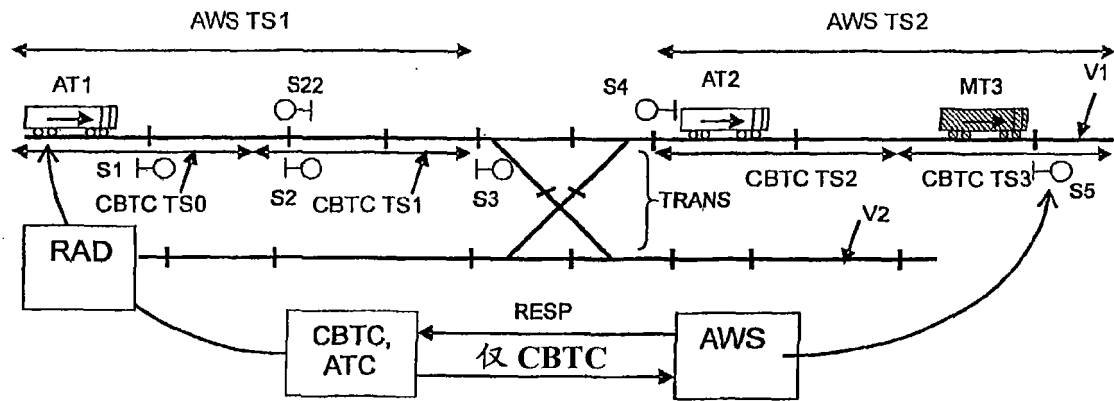 AWS TS1
AWS TS2
AT1
S22
S4
AT2
MT3
V1
S1
CBTC TS0
S2
CBTC TS1
S3
TRANS
CBTC TS2
CBTC TS3
S5
V2
RAD
RESP
CBTC,
ATC
仅 CBTC
AWS